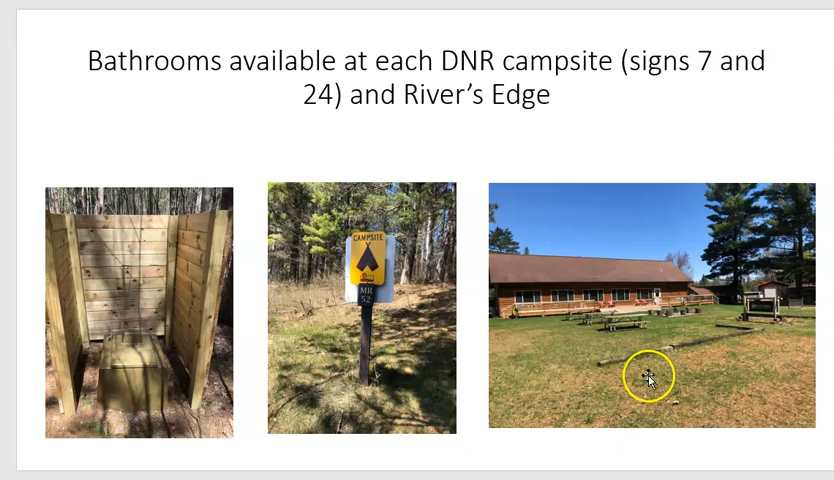 Bathrooms available at each DNR campsite (signs 7 and
24) and River’s Edge
CAMPSITE
MR
52